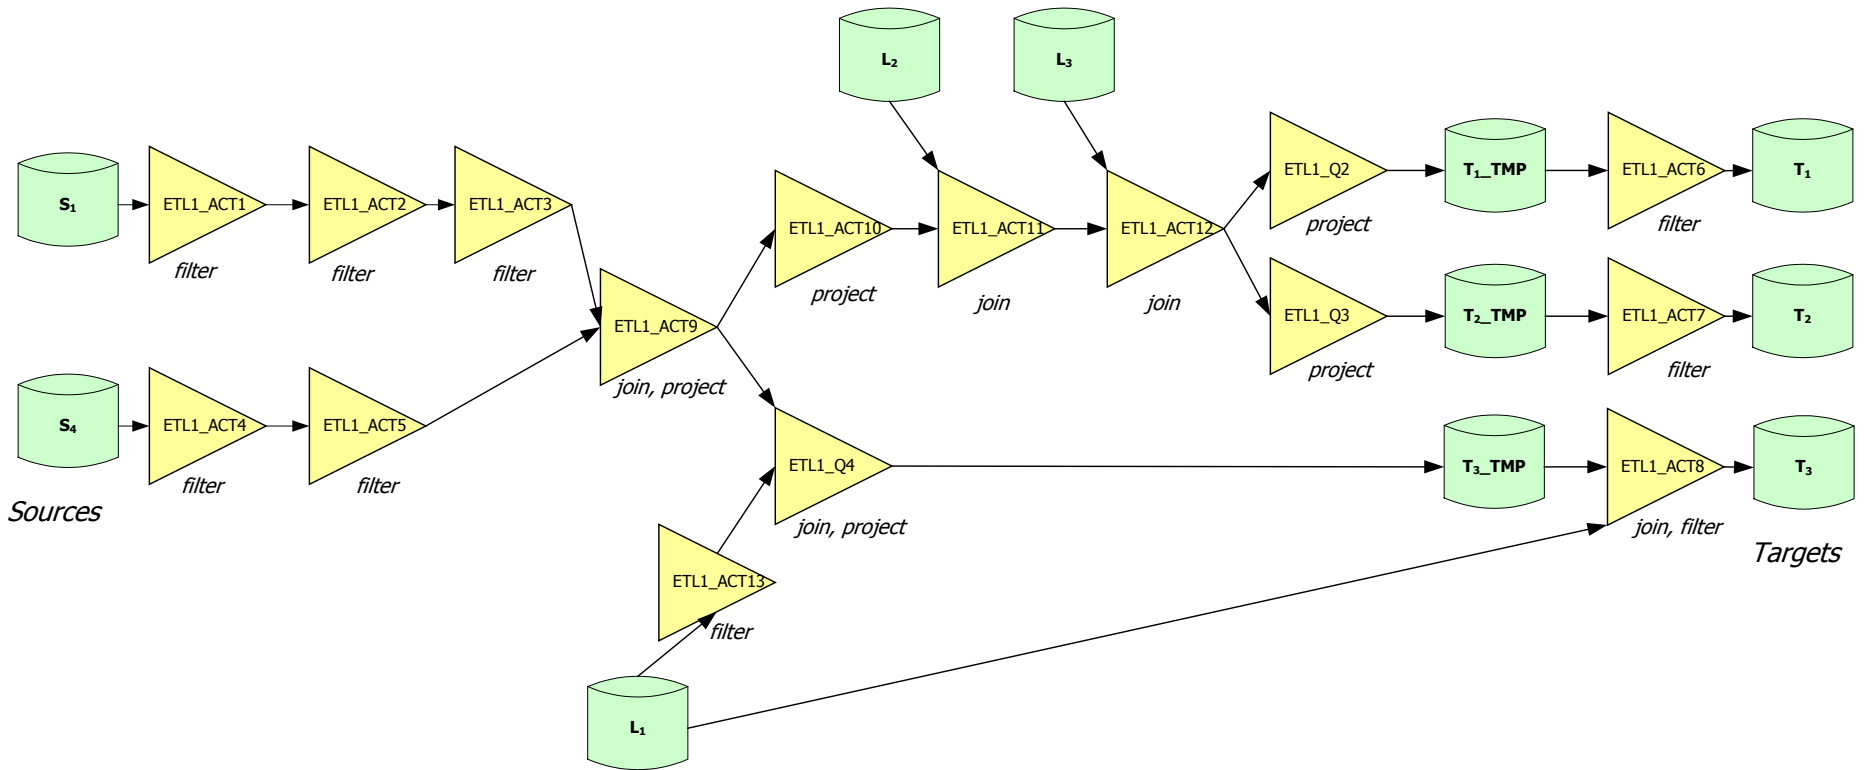 L₂
L₃
S₁
ETL1_ACT1
filter
ETL1_ACT2
filter
ETL1_ACT3
filter
S₄
ETL1_ACT4
filter
ETL1_ACT5
filter
Sources
ETL1_ACT9
join, project
ETL1_ACT10
project
ETL1_ACT11
join
ETL1_ACT12
join
ETL1_Q2
project
T₁_TMP
ETL1_ACT6
filter
T₁
ETL1_Q3
project
T₂_TMP
ETL1_ACT7
filter
T₂
ETL1_Q4
join, project
T₃_TMP
ETL1_ACT8
join, filter
T₃
Targets
ETL1_ACT13
filter
L₁